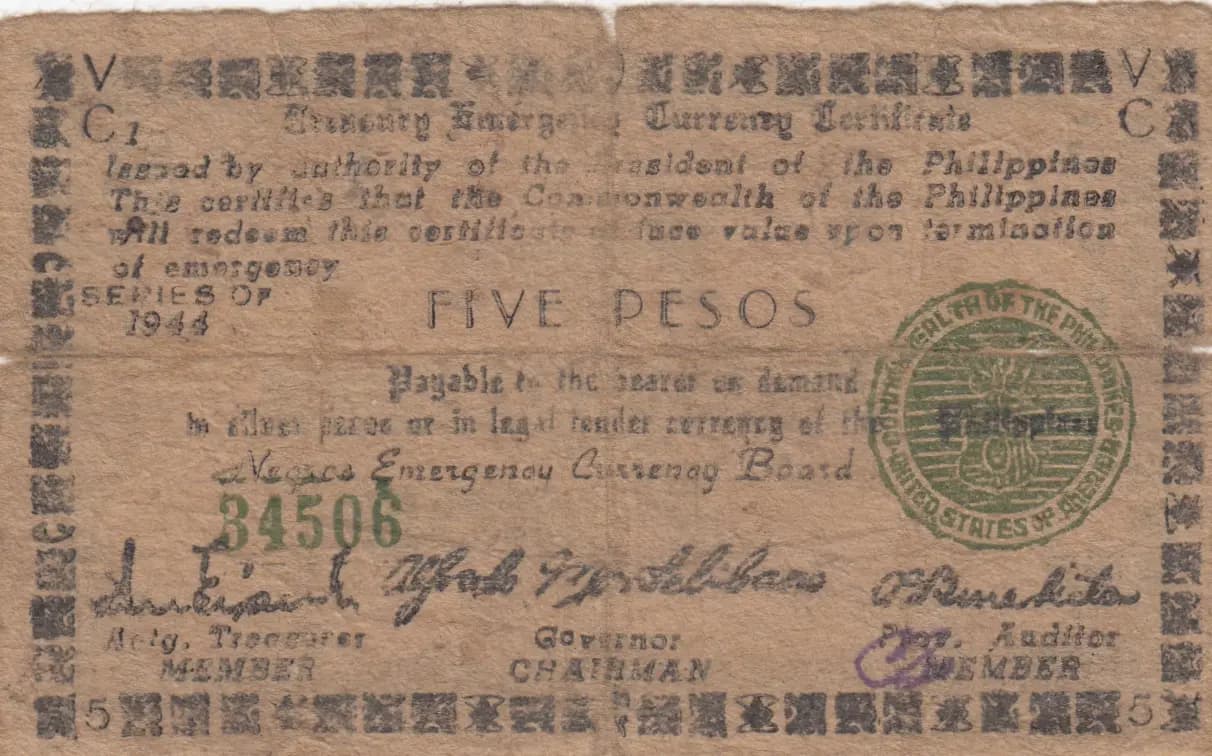 V V
C1 C
Treasury Emergency Currency Certificate
Issued by authority of the President of the Philippines
This certifies that the Commonwealth of the Philippines
will redeem this certificate at face value upon termination
of emergency
SERIES OF
1944
FIVE PESOS
COMMONWEALTH OF THE PHILIPPINES
UNITED STATES OF AMERICA
Payable to the bearer on demand
in silver pesos or in legal tender currency of the Philippines
Negros Emergency Currency Board
34506
Actg. Treasurer Governor Prov. Auditor
MEMBER CHAIRMAN MEMBER
5 5